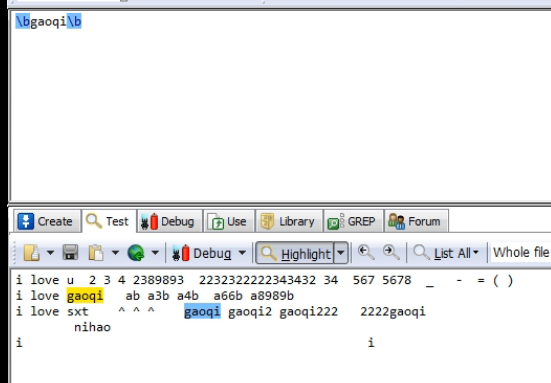 \bgaoqi\b
Create Test Debug Use Library GREP Forum
Debug Highlight List All Whole file
i love u 2 3 4 2389893 2232322222343432 34 567 5678 _ - = ( )
i love gaoqi ab a3b a4b a66b a8989b
i love sxt ^ ^ ^ gaoqi gaoqi2 gaoqi222 2222gaoqi
nihao
i i